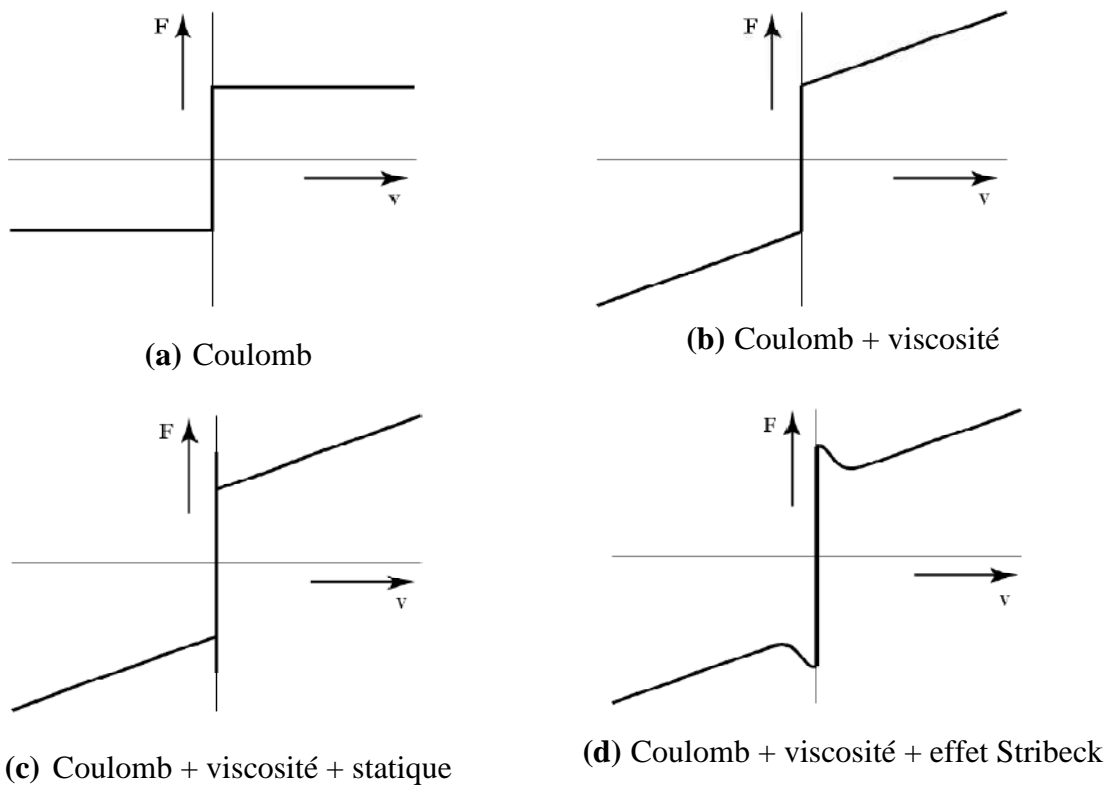 F
v
(a) Coulomb
F
v
(b) Coulomb + viscosité
F
v
(c) Coulomb + viscosité + statique
F
v
(d) Coulomb + viscosité + effet Stribeck